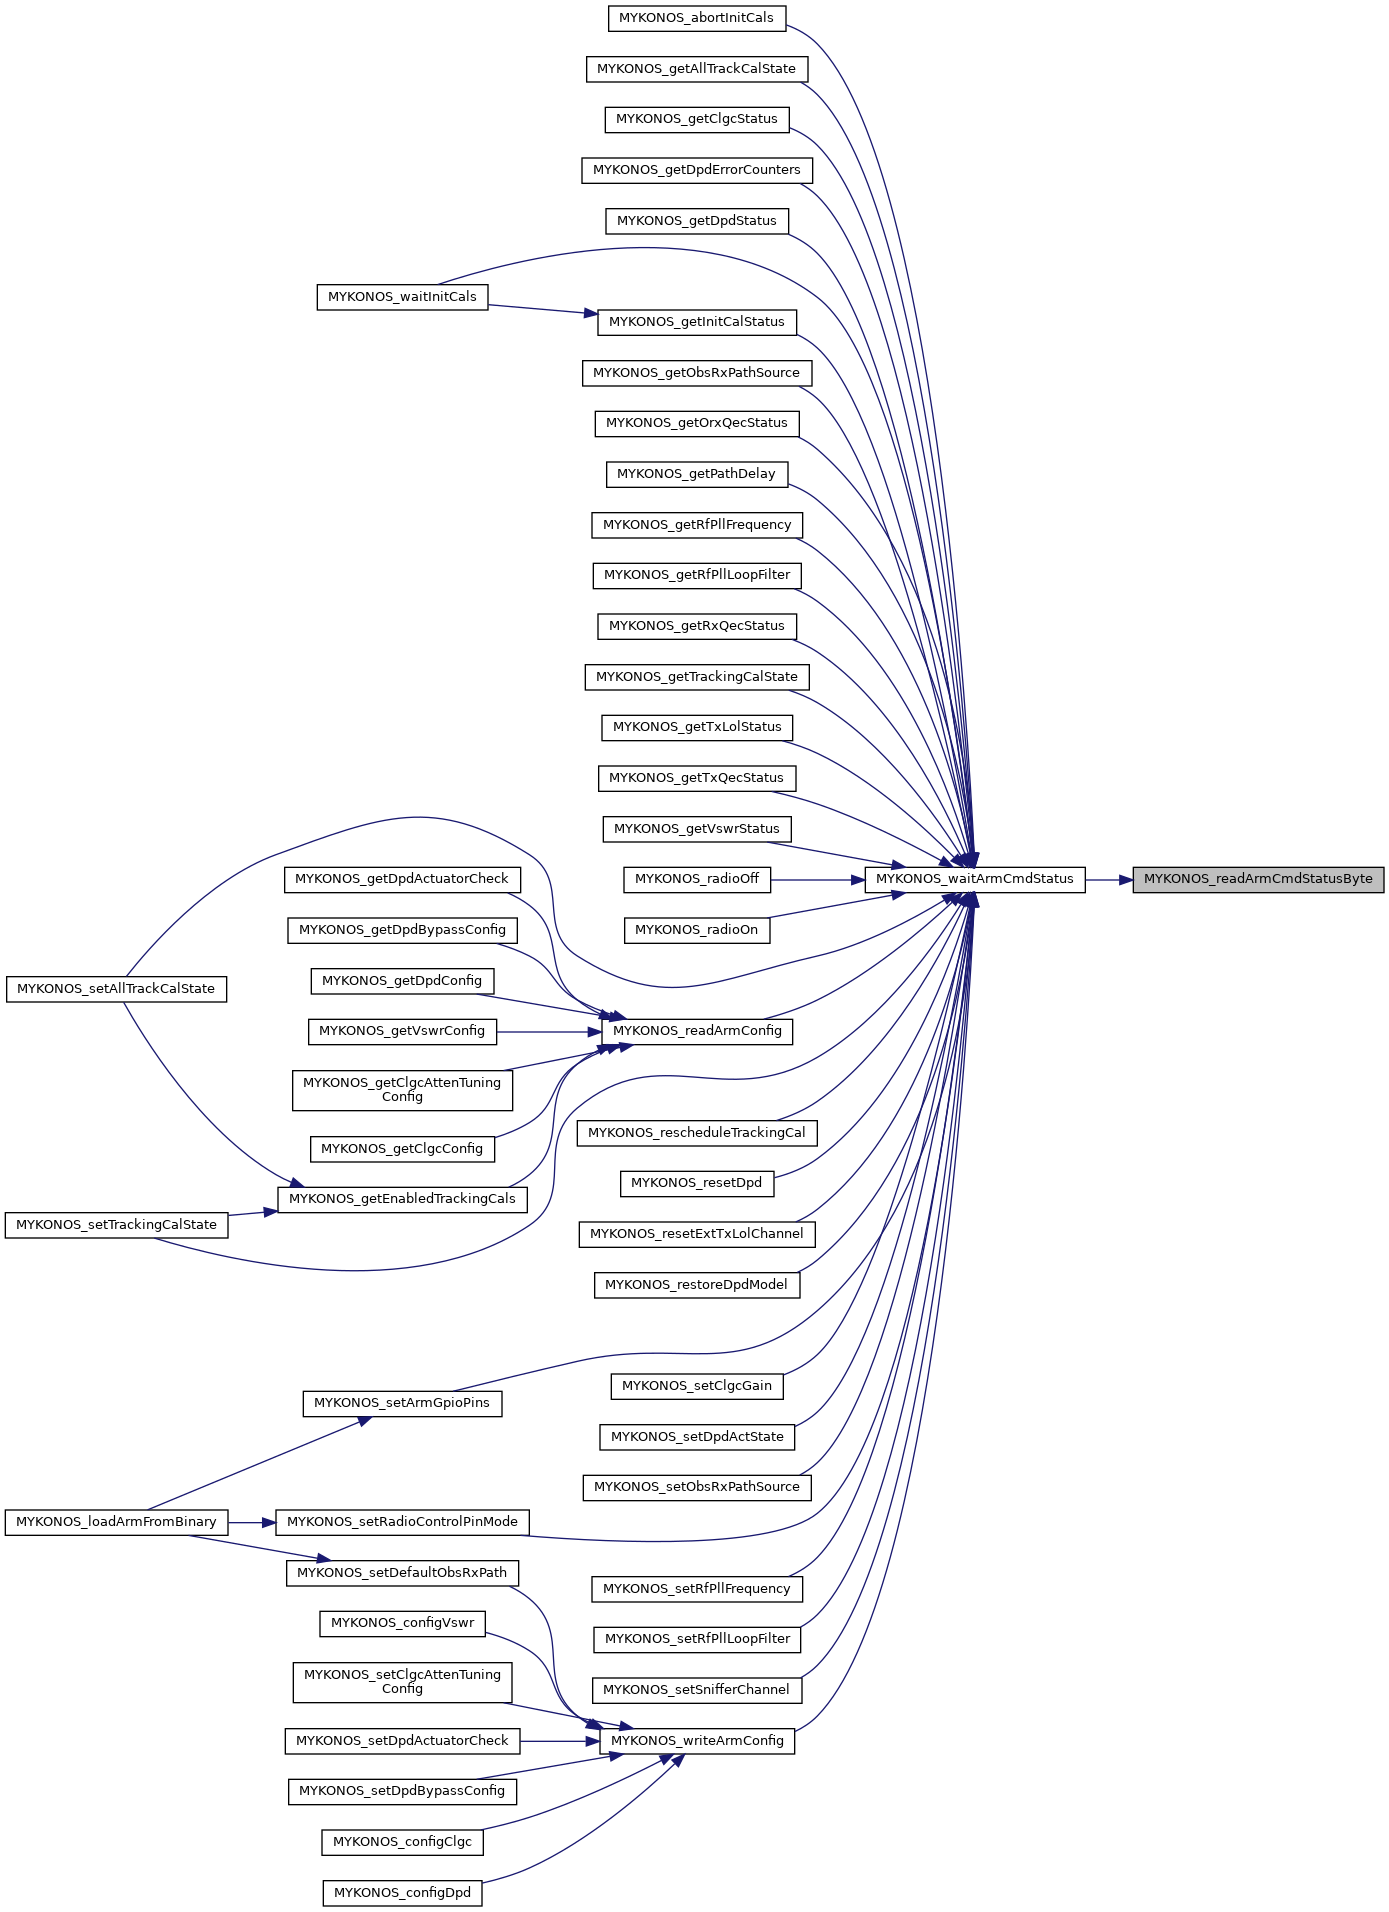 MYKONOS_abortInitCals
MYKONOS_getAllTrackCalState
MYKONOS_getClgcStatus
MYKONOS_getDpdErrorCounters
MYKONOS_getDpdStatus
MYKONOS_waitInitCals
MYKONOS_getInitCalStatus
MYKONOS_getObsRxPathSource
MYKONOS_getOrxQecStatus
MYKONOS_getPathDelay
MYKONOS_getRfPllFrequency
MYKONOS_getRfPllLoopFilter
MYKONOS_getRxQecStatus
MYKONOS_getTrackingCalState
MYKONOS_getTxLolStatus
MYKONOS_getTxQecStatus
MYKONOS_getVswrStatus
MYKONOS_getDpdActuatorCheck
MYKONOS_radioOff
MYKONOS_waitArmCmdStatus
MYKONOS_readArmCmdStatusByte
MYKONOS_getDpdBypassConfig
MYKONOS_radioOn
MYKONOS_getDpdConfig
MYKONOS_setAllTrackCalState
MYKONOS_getVswrConfig
MYKONOS_readArmConfig
MYKONOS_getClgcAttenTuning
Config
MYKONOS_rescheduleTrackingCal
MYKONOS_getClgcConfig
MYKONOS_resetDpd
MYKONOS_getEnabledTrackingCals
MYKONOS_setTrackingCalState
MYKONOS_resetExtTxLolChannel
MYKONOS_restoreDpdModel
MYKONOS_setClgcGain
MYKONOS_setArmGpioPins
MYKONOS_setDpdActState
MYKONOS_setObsRxPathSource
MYKONOS_loadArmFromBinary
MYKONOS_setRadioControlPinMode
MYKONOS_setDefaultObsRxPath
MYKONOS_setRfPllFrequency
MYKONOS_configVswr
MYKONOS_setRfPllLoopFilter
MYKONOS_setClgcAttenTuning
Config
MYKONOS_setSnifferChannel
MYKONOS_setDpdActuatorCheck
MYKONOS_writeArmConfig
MYKONOS_setDpdBypassConfig
MYKONOS_configClgc
MYKONOS_configDpd